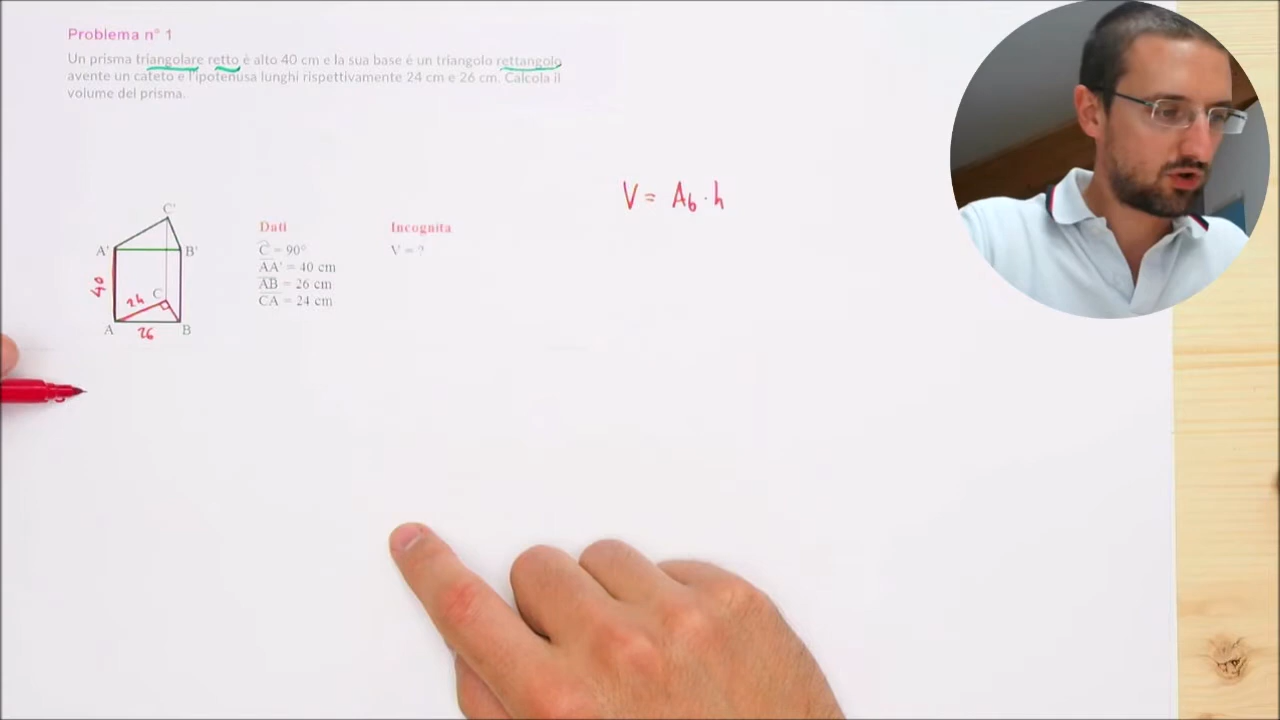 Problema n° 1
Un prisma triangolare retto è alto 40 cm e la sua base è un triangolo rettangolo
avente un cateto e l'ipotenusa lunghi rispettivamente 24 cm e 26 cm. Calcola il
volume del prisma.
V = Ab · h
C'
A' B'
40
24 C
A 26 B
Dati
Ĉ = 90°
AA' = 40 cm
AB = 26 cm
CA = 24 cm
Incognita
V = ?